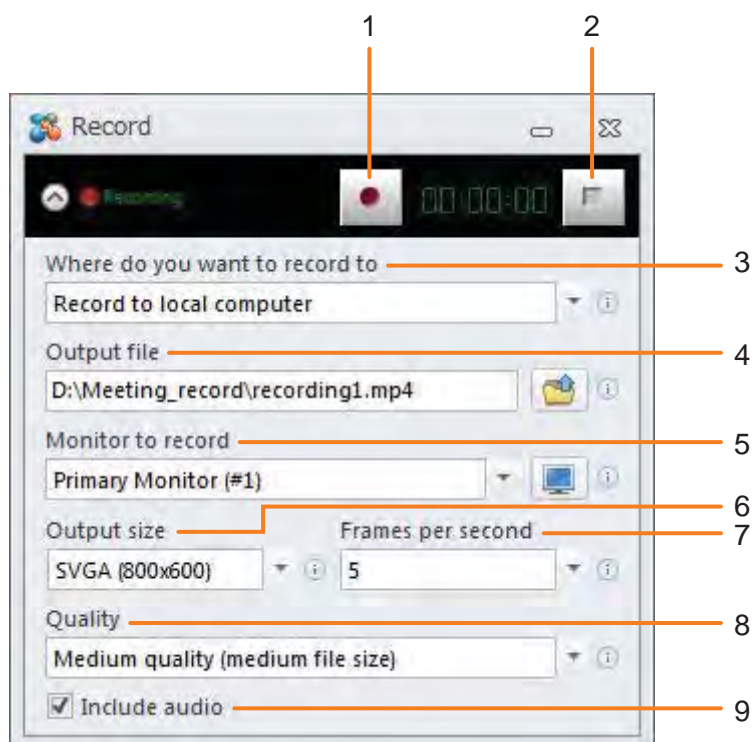 1 2
Record
Recording 00:00:00
Where do you want to record to 3
Record to local computer
Output file 4
D:\Meeting_record\recording1.mp4
Monitor to record 5
Primary Monitor (#1)
6
Output size Frames per second 7
SVGA (800x600) 5
Quality 8
Medium quality (medium file size)
Include audio 9